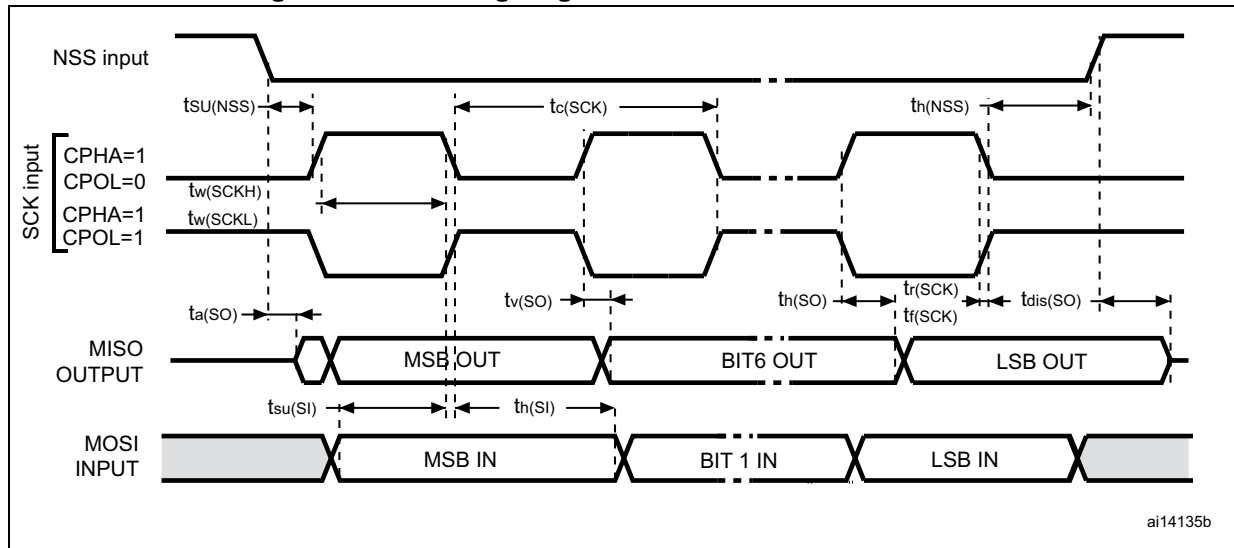 NSS input
tSU(NSS)
tc(SCK)
th(NSS)
SCK input
CPHA=1
CPOL=0
tw(SCKH)
CPHA=1
tw(SCKL)
CPOL=1
ta(SO)
tv(SO)
th(SO)
tr(SCK)
tf(SCK)
tdis(SO)
MISO
OUTPUT
MSB OUT
BIT6 OUT
LSB OUT
tsu(SI)
th(SI)
MOSI
INPUT
MSB IN
BIT 1 IN
LSB IN
ai14135b